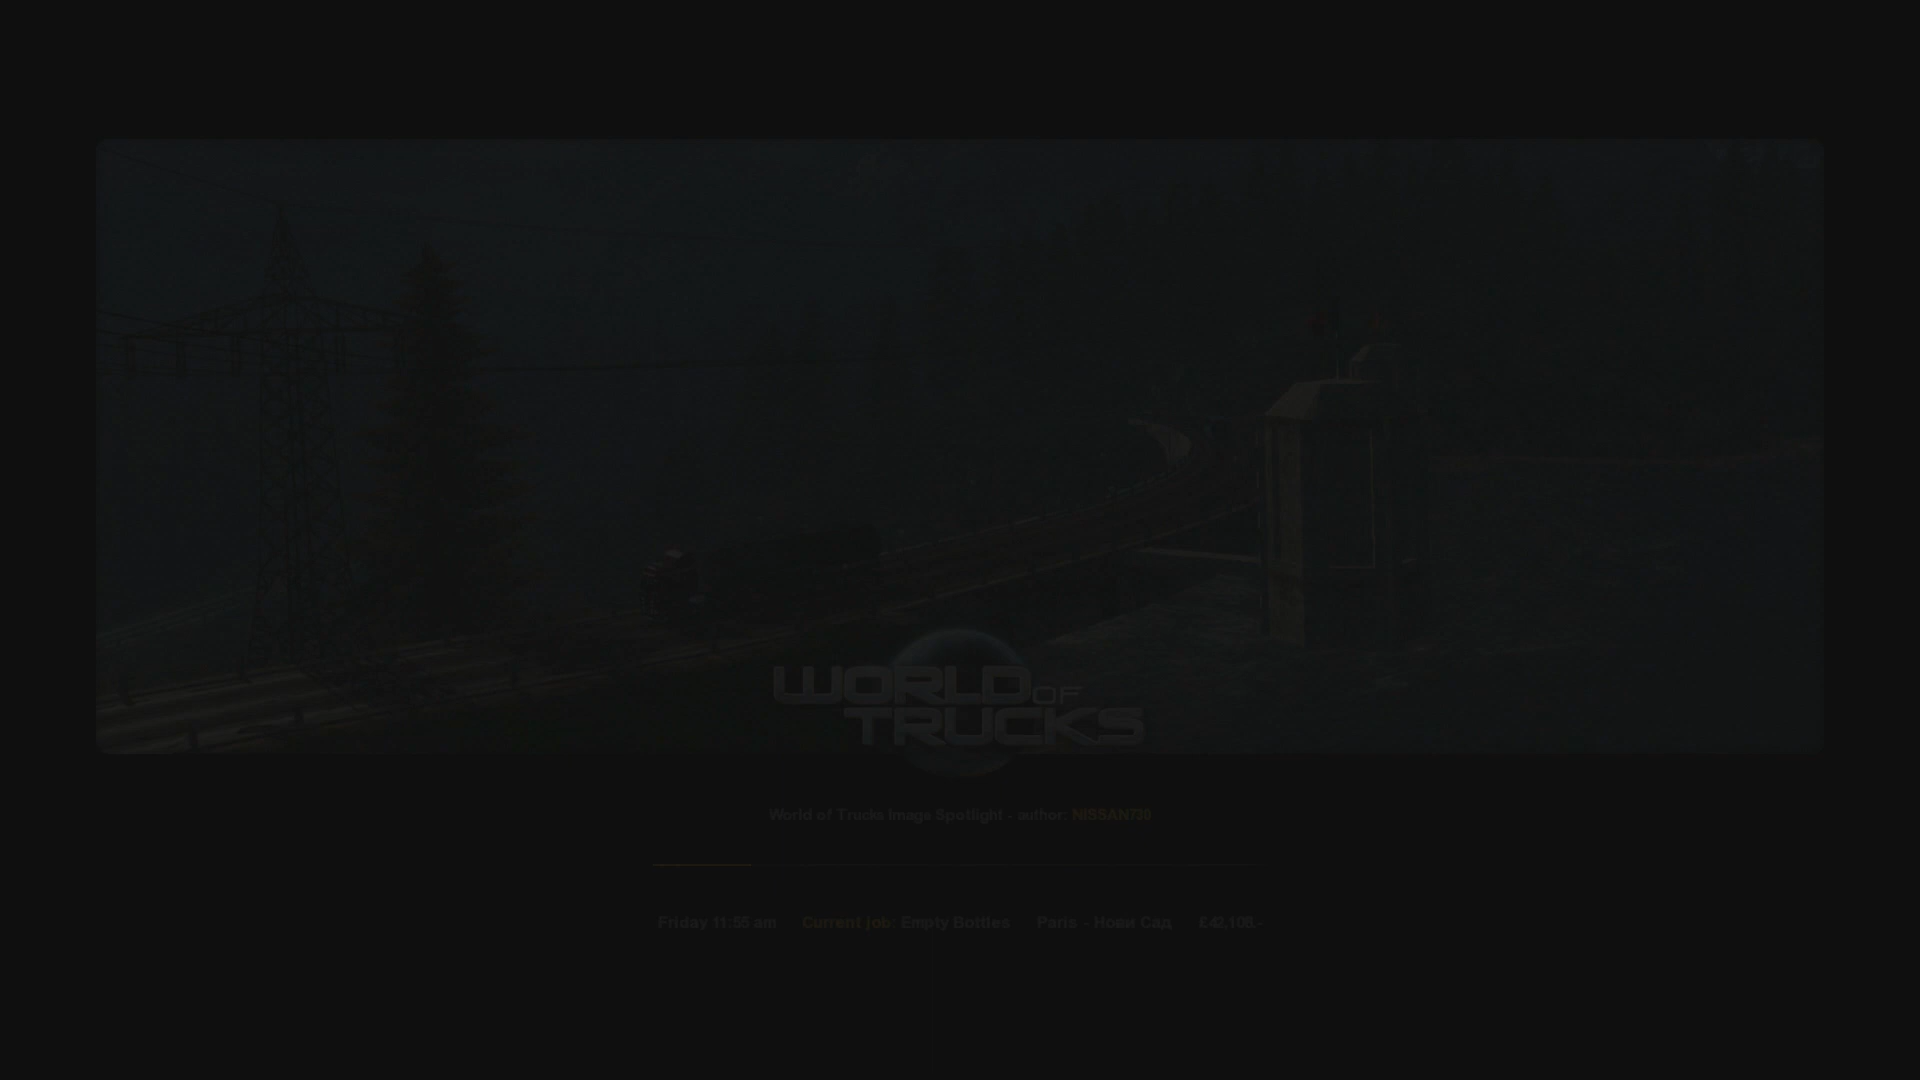 WORLD OF
TRUCKS
World of Trucks Image Spotlight - author: NISSAN730
Friday 11:55 am Current job: Empty Bottles Paris - Нови Сад £42,108.-